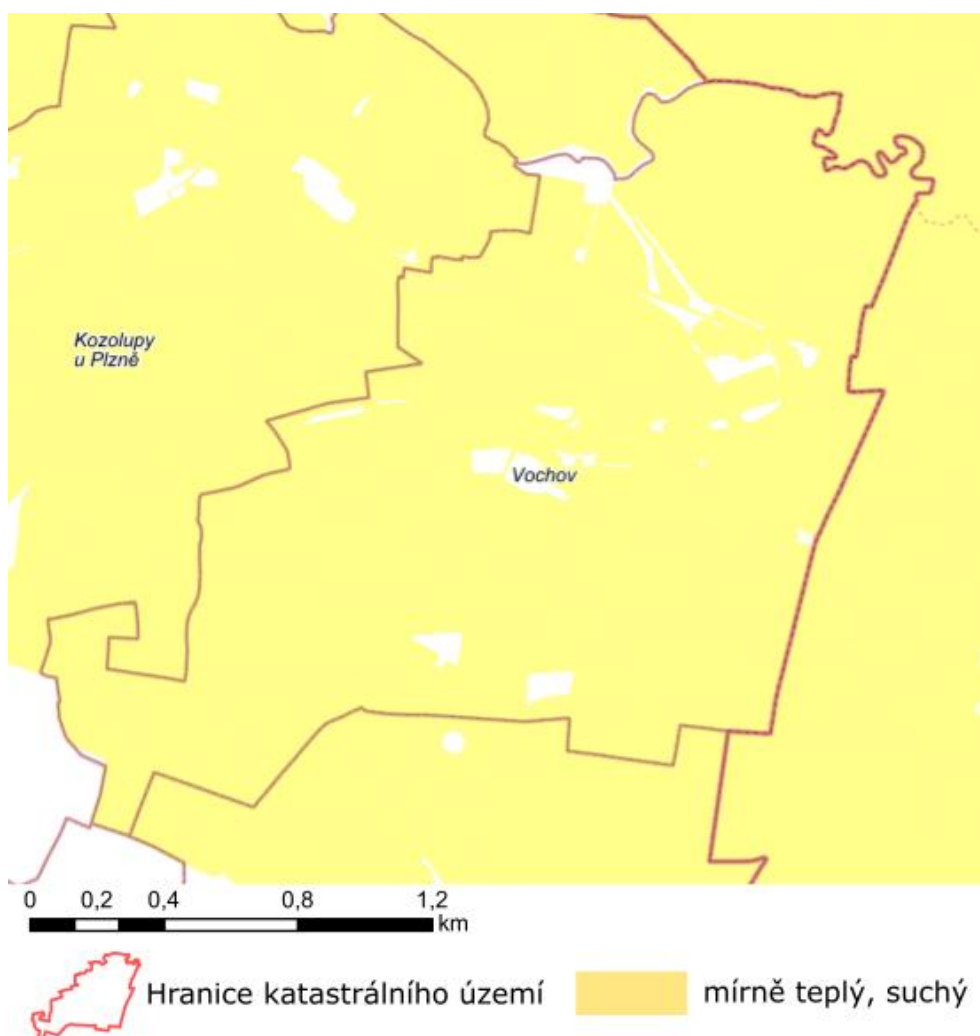 Kozolupy
u Plzně
Vochov
0 0,2 0,4 0,8 1,2
km
Hranice katastrálního území
mírně teplý, suchý